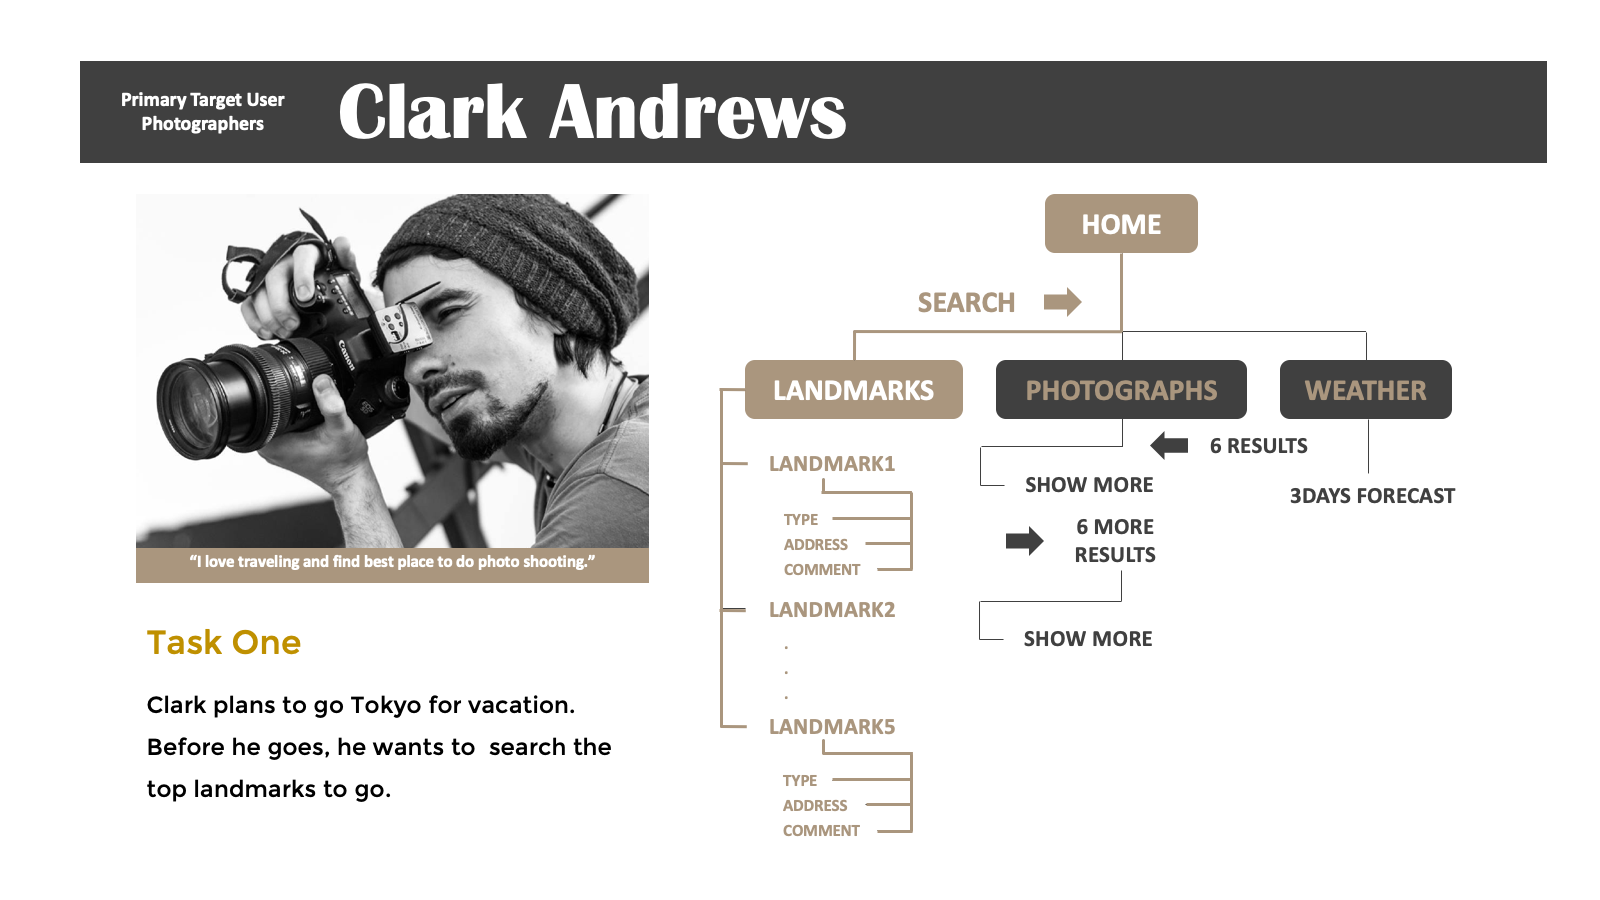 Primary Target User
Photographers
Clark Andrews
Canon
“I love traveling and find best place to do photo shooting.”
Task One
Clark plans to go Tokyo for vacation.
Before he goes, he wants to  search the
top landmarks to go.
HOME
SEARCH
LANDMARKS
PHOTOGRAPHS
WEATHER
LANDMARK1
TYPE
ADDRESS
COMMENT
LANDMARK2
.
.
.
LANDMARK5
TYPE
ADDRESS
COMMENT
6 RESULTS
SHOW MORE
6 MORE
RESULTS
SHOW MORE
3DAYS FORECAST